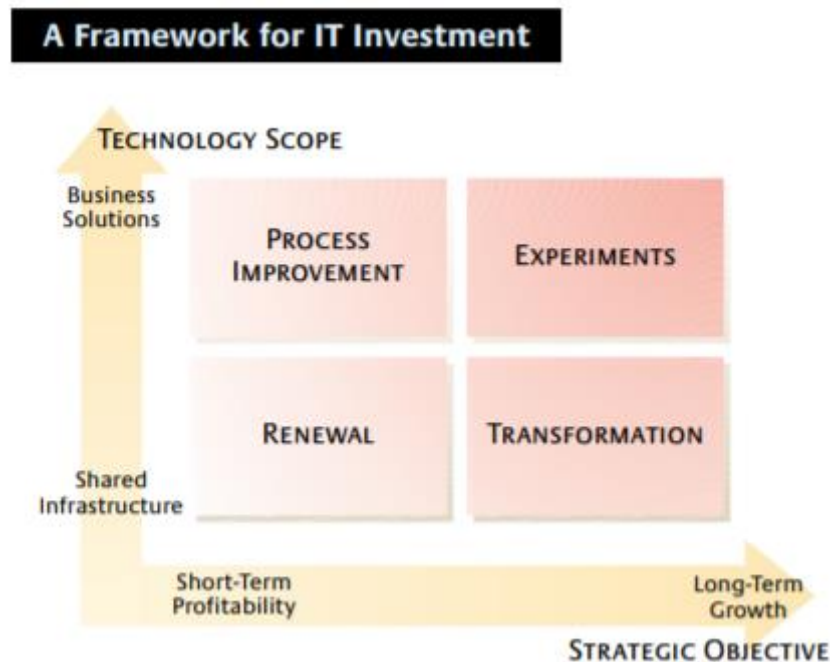 A Framework for IT Investment
TECHNOLOGY SCOPE
Business
Solutions
PROCESS
IMPROVEMENT
EXPERIMENTS
RENEWAL
TRANSFORMATION
Shared
Infrastructure
Short-Term
Profitability
Long-Term
Growth
STRATEGIC OBJECTIVE